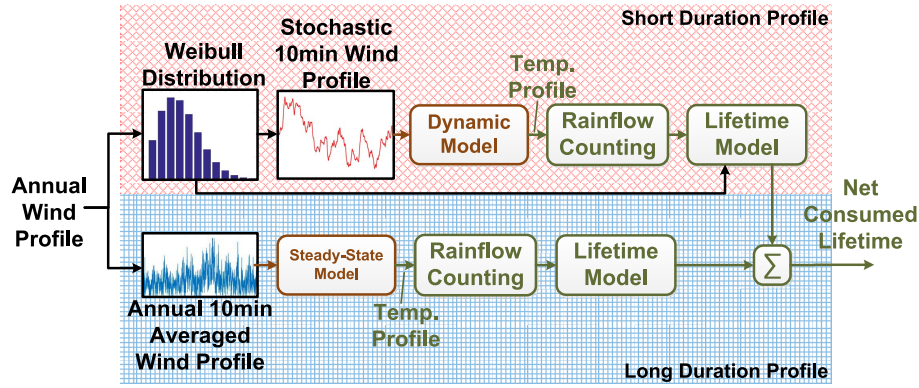 Short Duration Profile
Weibull
Distribution
Stochastic
10min Wind
Profile
Temp.
Profile
Dynamic
Model
Rainflow
Counting
Lifetime
Model
Annual
Wind
Profile
Net
Consumed
Lifetime
Steady-State
Model
Rainflow
Counting
Lifetime
Model
Σ
Temp.
Profile
Annual 10min
Averaged
Wind Profile
Long Duration Profile